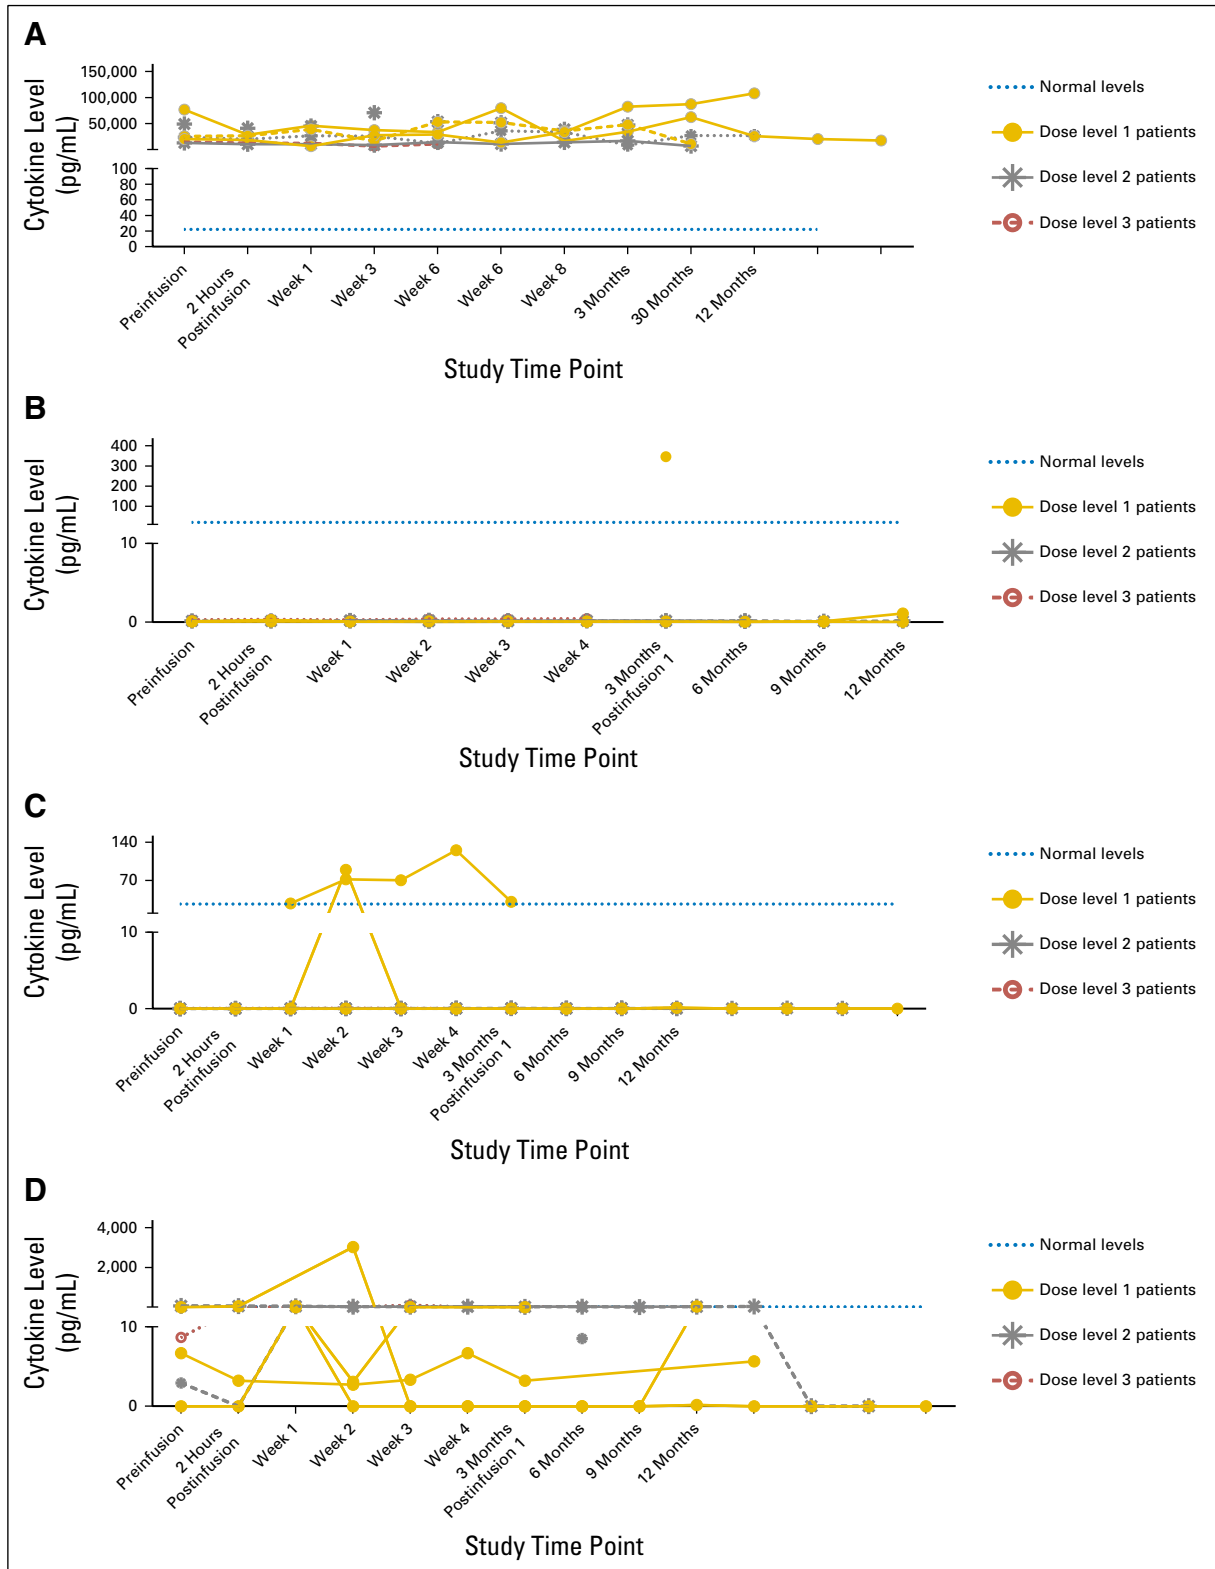 A
Cytokine Level
(pg/mL)
150,000
100,000
50,000
100
80
60
40
20
0
Preinfusion
2 Hours
Postinfusion
Week 1
Week 3
Week 6
Week 6
Week 8
3 Months
30 Months
12 Months
Study Time Point
Normal levels
Dose level 1 patients
Dose level 2 patients
Dose level 3 patients
B
Cytokine Level
(pg/mL)
400
300
200
100
10
0
Preinfusion
2 Hours
Postinfusion
Week 1
Week 2
Week 3
Week 4
3 Months
Postinfusion 1
6 Months
9 Months
12 Months
Study Time Point
Normal levels
Dose level 1 patients
Dose level 2 patients
Dose level 3 patients
C
Cytokine Level
(pg/mL)
140
70
10
0
Preinfusion
2 Hours
Postinfusion
Week 1
Week 2
Week 3
Week 4
3 Months
Postinfusion 1
6 Months
9 Months
12 Months
Study Time Point
Normal levels
Dose level 1 patients
Dose level 2 patients
Dose level 3 patients
D
Cytokine Level
(pg/mL)
4,000
2,000
10
0
Preinfusion
2 Hours
Postinfusion
Week 1
Week 2
Week 3
Week 4
3 Months
Postinfusion 1
6 Months
9 Months
12 Months
Study Time Point
Normal levels
Dose level 1 patients
Dose level 2 patients
Dose level 3 patients